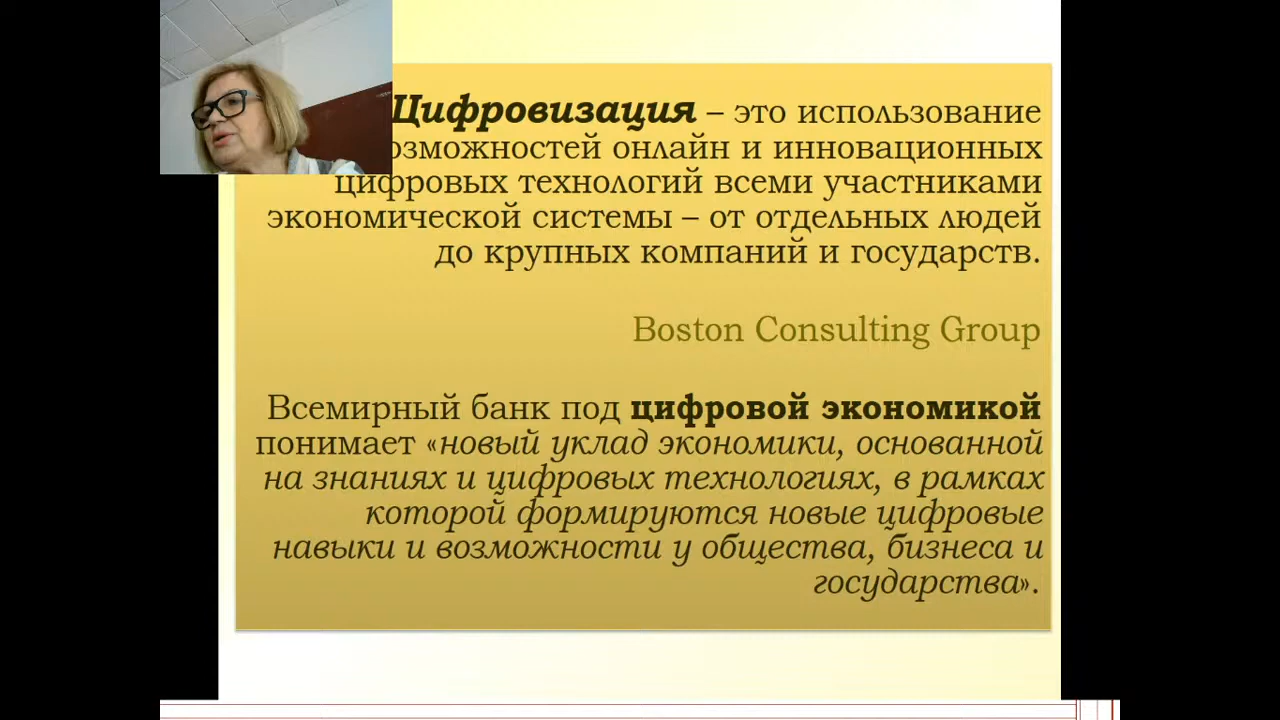 Цифровизация – это использование
возможностей онлайн и инновационных
цифровых технологий всеми участниками
экономической системы – от отдельных людей
до крупных компаний и государств.
Boston Consulting Group
Всемирный банк под цифровой экономикой
понимает «новый уклад экономики, основанной
на знаниях и цифровых технологиях, в рамках
которой формируются новые цифровые
навыки и возможности у общества, бизнеса и
государства».